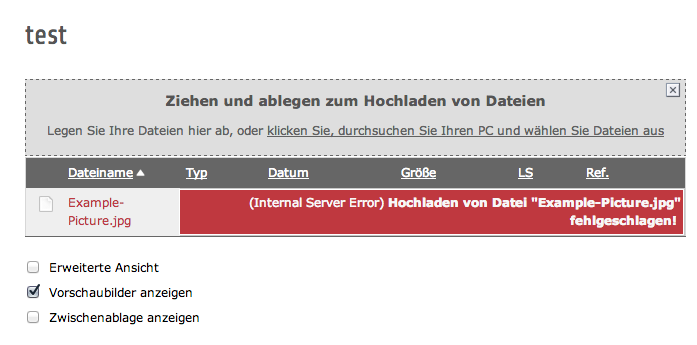 test
Ziehen und ablegen zum Hochladen von Dateien
Legen Sie Ihre Dateien hier ab, oder klicken Sie, durchsuchen Sie Ihren PC und wählen Sie Dateien aus
Dateiname Typ Datum Größe LS Ref.
Example-
Picture.jpg
(Internal Server Error) Hochladen von Datei "Example-Picture.jpg"
fehlgeschlagen!
Erweiterte Ansicht
Vorschaubilder anzeigen
Zwischenablage anzeigen